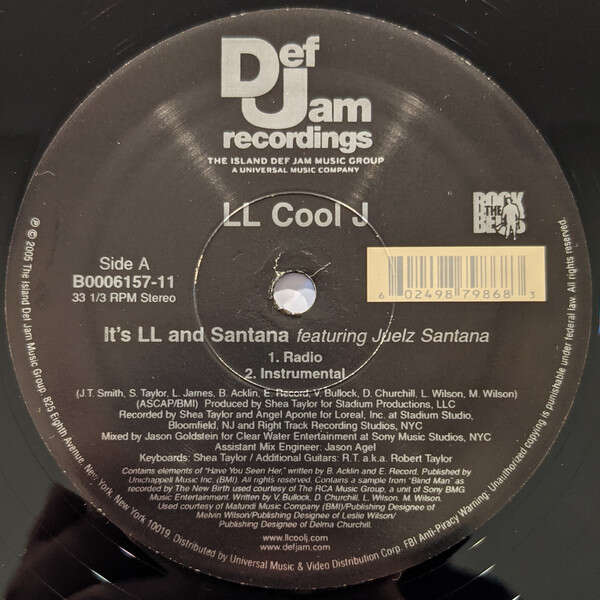 Def
Jam
recordings
THE ISLAND DEF JAM MUSIC GROUP
A UNIVERSAL MUSIC COMPANY
LL Cool J
ROCK
THE
BELLS
Side A
B0006157-11
33 1/3 RPM Stereo
6 02498 79868 3
It's LL and Santana featuring Juelz Santana
1. Radio
2. Instrumental
(J.T. Smith, S. Taylor, L. James, B. Acklin, E. Record, V. Bullock, D. Churchill, L. Wilson, M. Wilson)
(ASCAP/BMI) Produced by Shea Taylor for Stadium Productions, LLC
Recorded by Shea Taylor and Angel Aponte for Loreal, Inc. at Stadium Studio,
Bloomfield, NJ and Right Track Recording Studios, NYC
Mixed by Jason Goldstein for Clear Water Entertainment at Sony Music Studios, NYC
Assistant Mix Engineer: Jason Agel
Keyboards: Shea Taylor / Additional Guitars: R.T. a.k.a. Robert Taylor
Contains elements of "Have You Seen Her," written by B. Acklin and E. Record, Published by
Unichappell Music Inc. (BMI). All rights reserved. Contains a sample from "Blind Man" as
recorded by The New Birth used courtesy of The RCA Music Group, a unit of Sony BMG
Music Entertainment. Written by V. Bullock, D. Churchill, L. Wilson, M. Wilson.
Used courtesy of Mafundi Music Company (BMI)/Publishing Designee of
Melvin Wilson/Publishing Designee of Leslie Wilson/
Publishing Designee of Delma Churchill.
www.llcoolj.com
www.defjam.com
℗ © 2005 The Island Def Jam Music Group, 825 Eighth Avenue, New York, New York 10019. Distributed by Universal Music & Video Distribution Corp. FBI Anti-Piracy Warning: Unauthorized copying is punishable under federal law. All rights reserved.